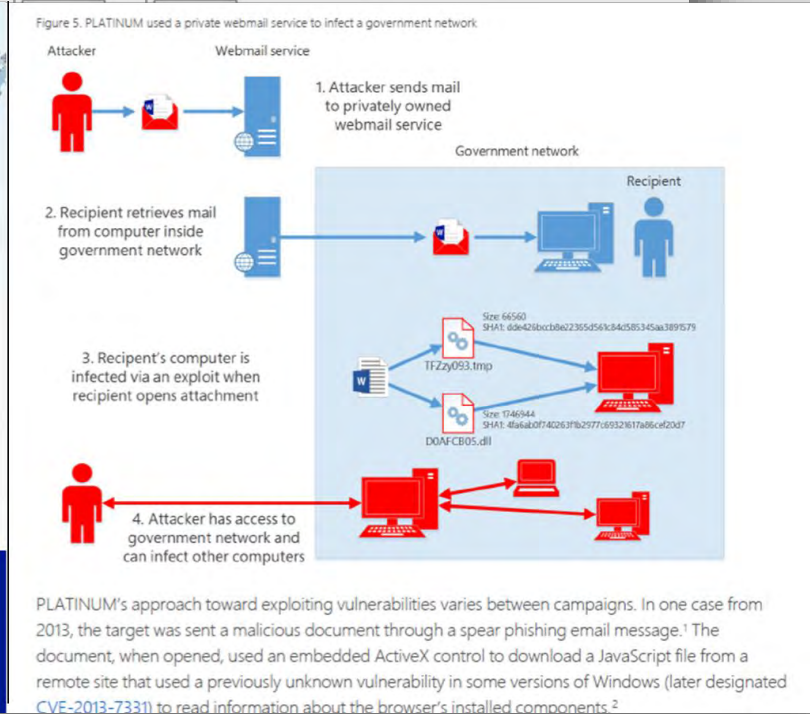 Figure 5. PLATINUM used a private webmail service to infect a government network
Attacker
Webmail service
1. Attacker sends mail
to privately owned
webmail service
Government network
Recipient
2. Recipient retrieves mail
from computer inside
government network
Size: 66560
SHA1: dde426bccb8e22365d561c84d585345aa3891579
TFZzy093.tmp
3. Recipent's computer is
infected via an exploit when
recipient opens attachment
Size: 1746944
SHA1: 4fa6ab0f740263f1b2977c69321617a86cef20d7
D0AFCB05.dll
4. Attacker has access to
government network and
can infect other computers
PLATINUM's approach toward exploiting vulnerabilities varies between campaigns. In one case from
2013, the target was sent a malicious document through a spear phishing email message.¹ The
document, when opened, used an embedded ActiveX control to download a JavaScript file from a
remote site that used a previously unknown vulnerability in some versions of Windows (later designated
CVE-2013-7331) to read information about the browser's installed components.²